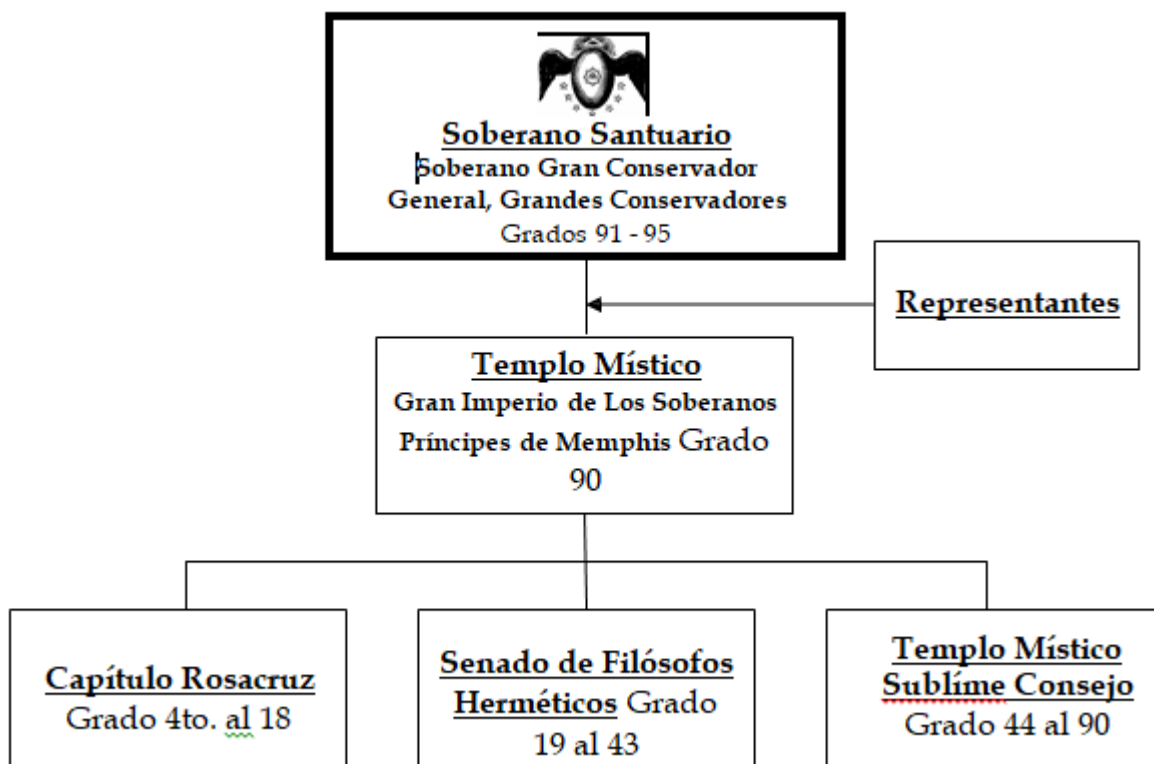 Soberano Santuario
Soberano Gran Conservador
General, Grandes Conservadores
Grados 91 - 95
Representantes
Templo Místico
Gran Imperio de Los Soberanos
Príncipes de Memphis Grado
90
Capítulo Rosacruz
Grado 4to. al 18
Senado de Filósofos
Herméticos Grado
19 al 43
Templo Místico
Sublíme Consejo
Grado 44 al 90